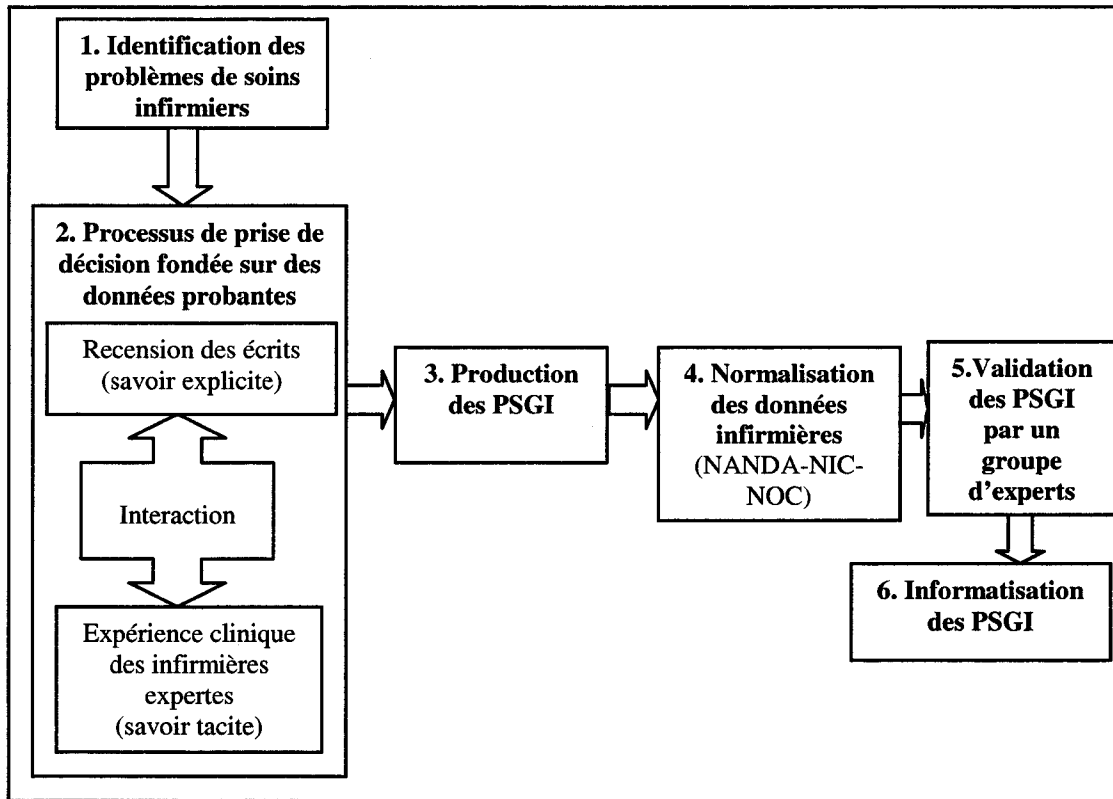 1. Identification des
problèmes de soins
infirmiers
2. Processus de prise de
décision fondée sur des
données probantes
Recension des écrits
(savoir explicite)
Interaction
Expérience clinique
des infirmières
expertes
(savoir tacite)
3. Production
des PSGI
4. Normalisation
des données
infirmières
(NANDA-NIC-
NOC)
5.Validation
des PSGI
par un
groupe
d'experts
6. Informatisation
des PSGI